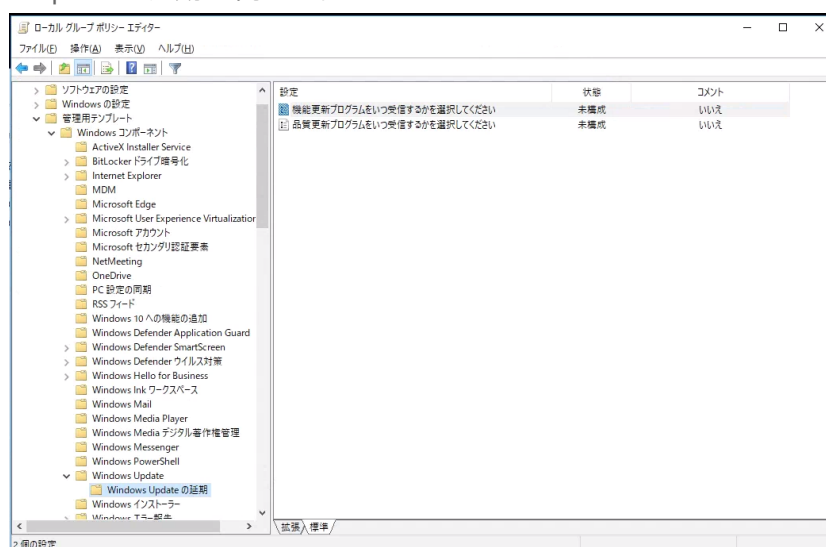 ローカル グループ ポリシー エディター
ファイル(F) 操作(A) 表示(V) ヘルプ(H)
ソフトウェアの設定
Windows の設定
管理用テンプレート
Windows コンポーネント
ActiveX Installer Service
BitLocker ドライブ暗号化
Internet Explorer
MDM
Microsoft Edge
Microsoft User Experience Virtualization
Microsoft アカウント
Microsoft セカンダリ認証要素
NetMeeting
OneDrive
PC 設定の同期
RSS フィード
Windows 10 への機能の追加
Windows Defender Application Guard
Windows Defender SmartScreen
Windows Defender ウイルス対策
Windows Hello for Business
Windows Ink ワークスペース
Windows Mail
Windows Media Player
Windows Media デジタル著作権管理
Windows Messenger
Windows PowerShell
Windows Update
Windows Update の延期
Windows インストーラー
Windows エラー報告
設定 状態 コメント
機能更新プログラムをいつ受信するかを選択してください 未構成 いいえ
品質更新プログラムをいつ受信するかを選択してください 未構成 いいえ
拡張 標準
2 個の設定